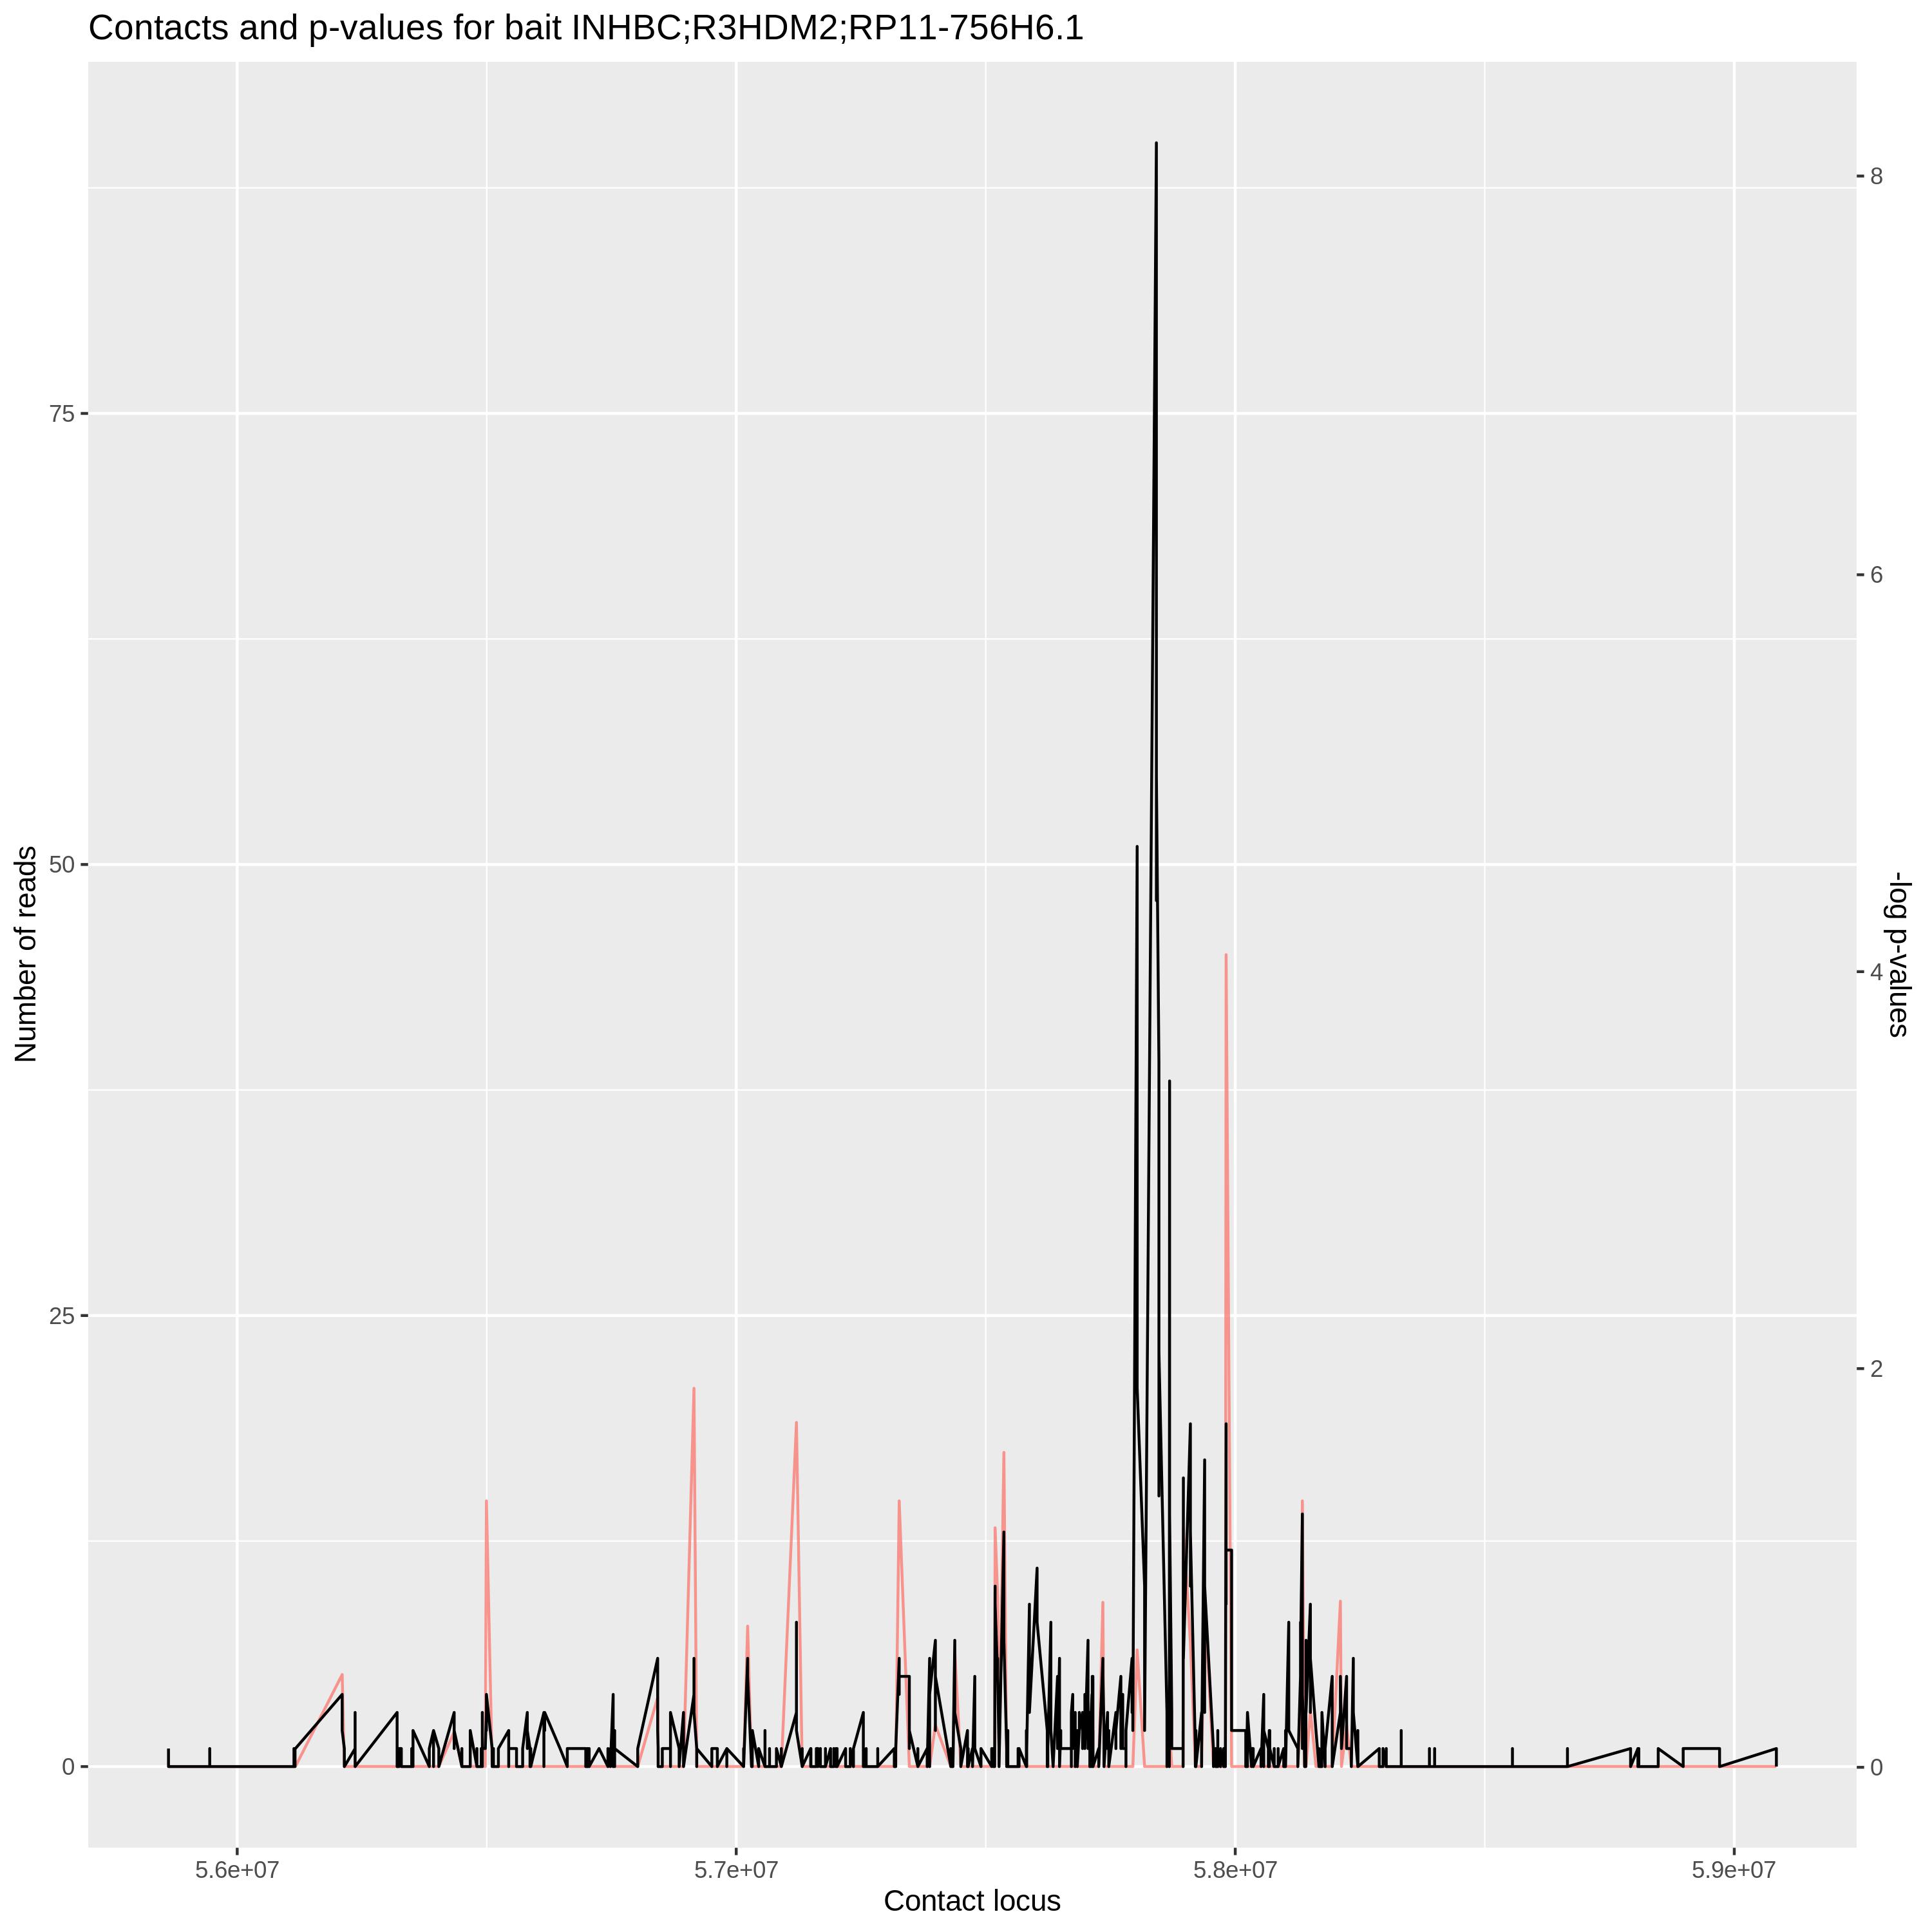 Contacts and p-values for bait INHBC;R3HDM2;RP11-756H6.1
Number of reads
75
50
25
0
8
6
4
2
0
-log p-values
5.6e+07
5.7e+07
5.8e+07
5.9e+07
Contact locus